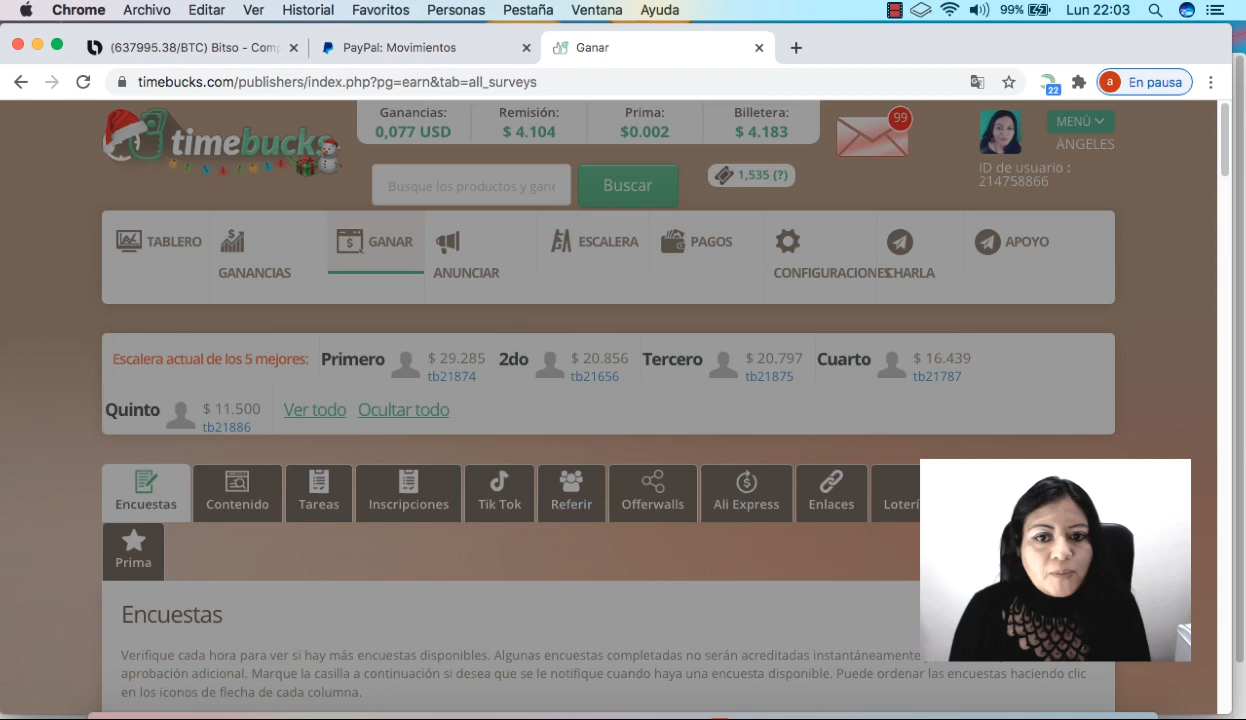 Chrome Archivo Editar Ver Historial Favoritos Personas Pestaña Ventana Ayuda 99% Lun 22:03
(637995.38/BTC) Bitso - Com PayPal: Movimientos Ganar
timebucks.com/publishers/index.php?pg=earn&tab=all_surveys 22 a En pausa
timebucks
Ganancias: Remisión: Prima: Billetera:
0,077 USD $ 4.104 $0.002 $ 4.183
99
MENÚ
ANGELES
ID de usuario :
214758866
Busque los productos y gane Buscar 1,535 (?)
TABLERO GANANCIAS GANAR ANUNCIAR ESCALERA PAGOS CONFIGURACIONES CHARLA APOYO
Escalera actual de los 5 mejores: Primero $ 29.285 2do $ 20.856 Tercero $ 20.797 Cuarto $ 16.439
tb21874 tb21656 tb21875 tb21787
Quinto $ 11.500 Ver todo Ocultar todo
tb21886
Encuestas Contenido Tareas Inscripciones Tik Tok Referir Offerwalls Ali Express Enlaces Loterí
Prima
Encuestas
Verifique cada hora para ver si hay más encuestas disponibles. Algunas encuestas completadas no serán acreditadas instantáneamente
aprobación adicional. Marque la casilla a continuación si desea que se le notifique cuando haya una encuesta disponible. Puede ordenar las encuestas haciendo clic
en los iconos de flecha de cada columna.